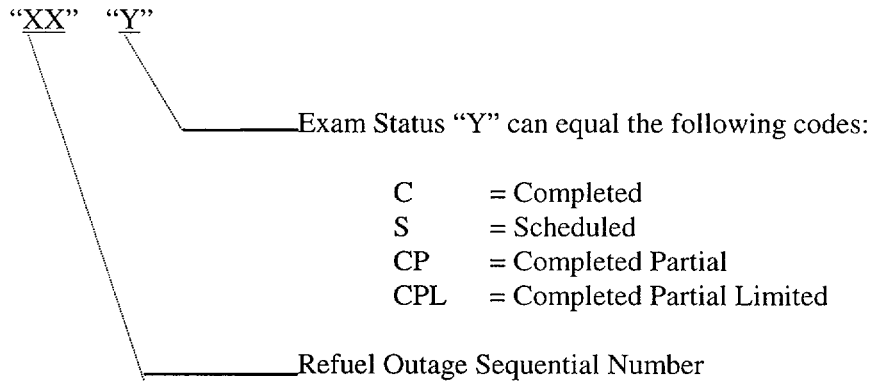 “XX” “Y”
Exam Status “Y” can equal the following codes:
C = Completed
S = Scheduled
CP = Completed Partial
CPL = Completed Partial Limited
Refuel Outage Sequential Number